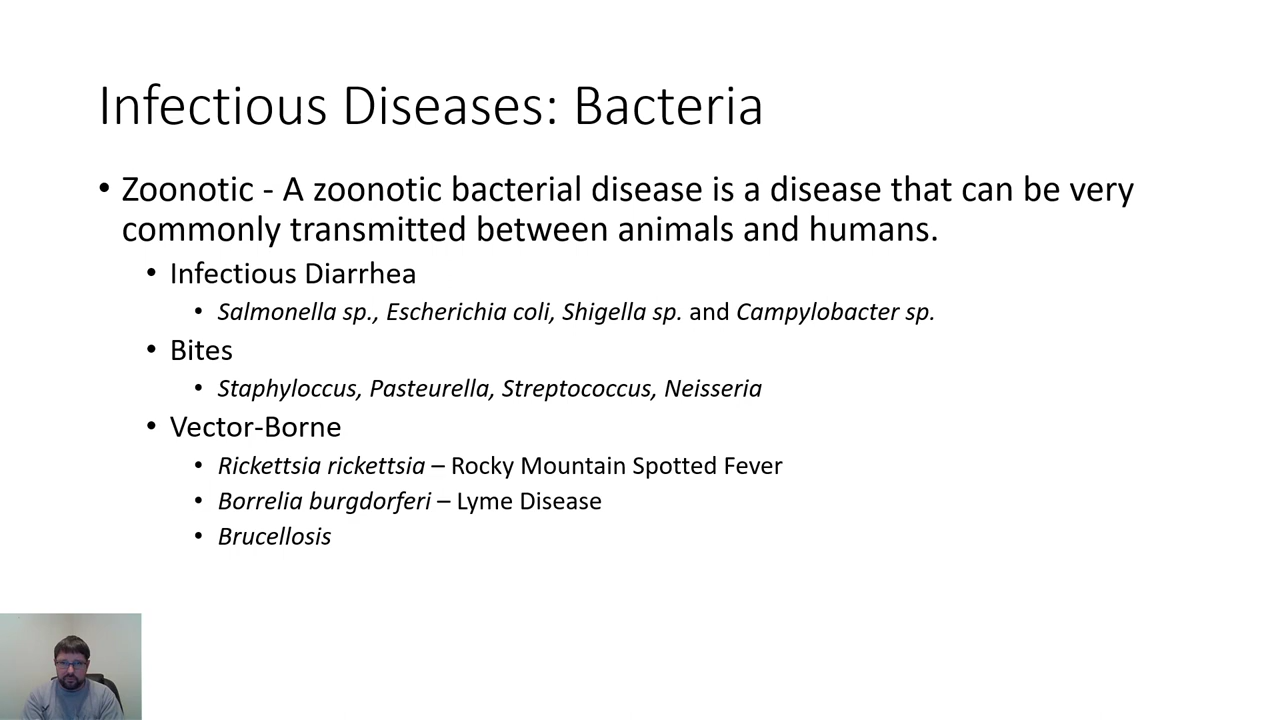 Infectious Diseases: Bacteria
• Zoonotic - A zoonotic bacterial disease is a disease that can be very
commonly transmitted between animals and humans.
• Infectious Diarrhea
• Salmonella sp., Escherichia coli, Shigella sp. and Campylobacter sp.
• Bites
• Staphyloccus, Pasteurella, Streptococcus, Neisseria
• Vector-Borne
• Rickettsia rickettsia – Rocky Mountain Spotted Fever
• Borrelia burgdorferi – Lyme Disease
• Brucellosis